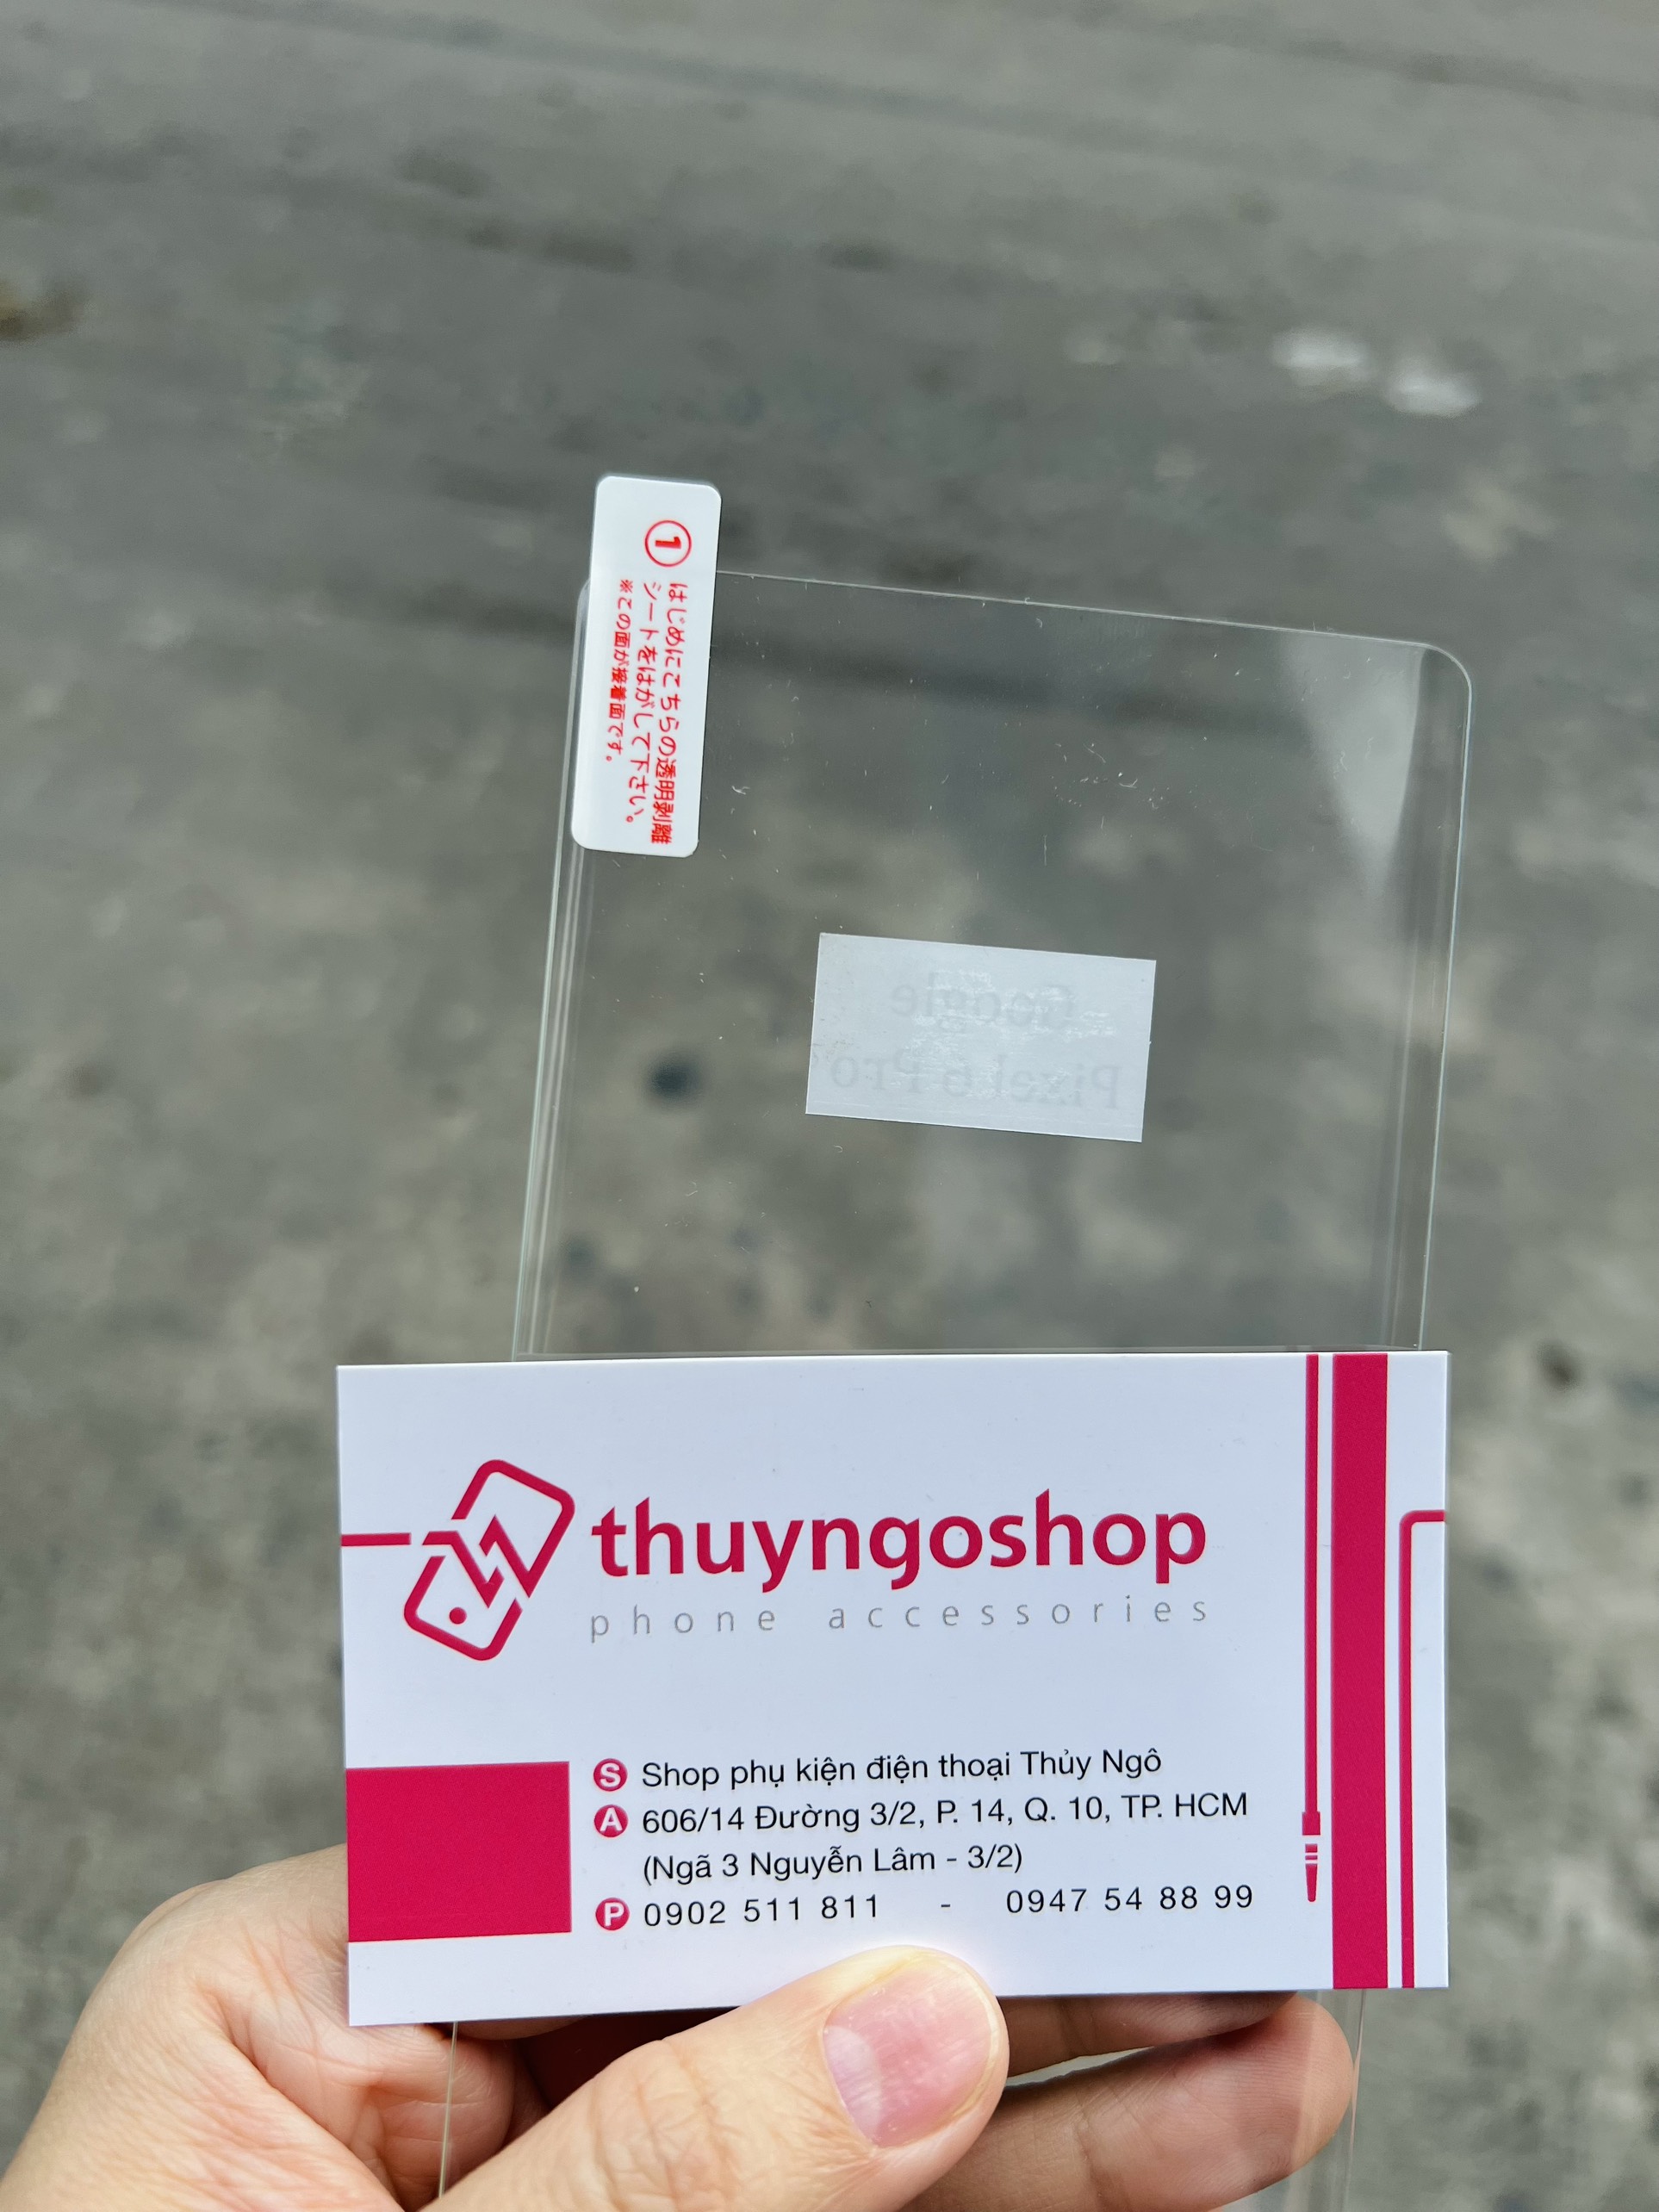 ①
はじめにこちらの透明剥離
シートをはがして下さい。
※この面が接着面です。
Google
Pixel 6 Pro
thuyngoshop
phone accessories
S Shop phụ kiện điện thoại Thủy Ngô
A 606/14 Đường 3/2, P. 14, Q. 10, TP. HCM
(Ngã 3 Nguyễn Lâm - 3/2)
P 0902 511 811 - 0947 54 88 99